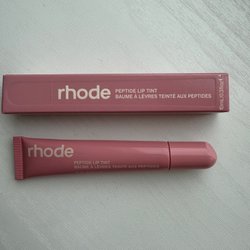 rhode
PEPTIDE LIP TINT
BAUME À LÈVRES TEINTÉ AUX PEPTIDES
rhode
PEPTIDE LIP TINT
BAUME À LÈVRES TEINTÉ AUX PEPTIDES